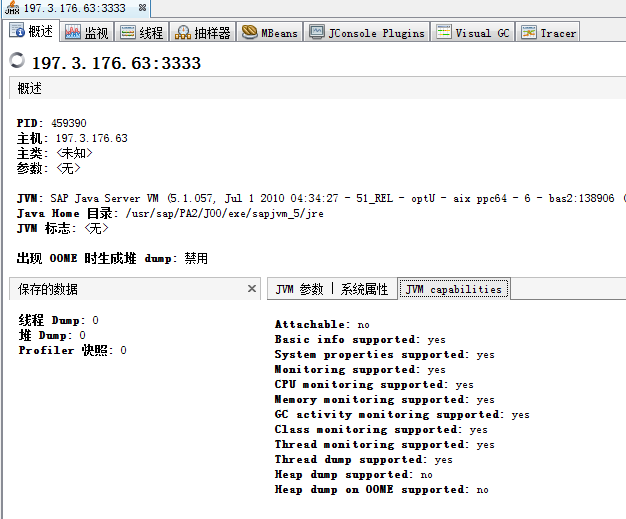 JMX 197.3.176.63:3333
概述 监视 线程 抽样器 MBeans JConsole Plugins Visual GC Tracer
197.3.176.63:3333
概述
PID: 459390
主机: 197.3.176.63
主类: <未知>
参数: <无>
JVM: SAP Java Server VM (5.1.057, Jul 1 2010 04:34:27 - 51_REL - optU - aix ppc64 - 6 - bas2:138906 (
Java Home 目录: /usr/sap/PA2/J00/exe/sapjvm_5/jre
JVM 标志: <无>
出现 OOME 时生成堆 dump: 禁用
保存的数据
线程 Dump: 0
堆 Dump: 0
Profiler 快照: 0
JVM 参数 系统属性 JVM capabilities
Attachable: no
Basic info supported: yes
System properties supported: yes
Monitoring supported: yes
CPU monitoring supported: yes
Memory monitoring supported: yes
GC activity monitoring supported: yes
Class monitoring supported: yes
Thread monitoring supported: yes
Thread dump supported: yes
Heap dump supported: no
Heap dump on OOME supported: no